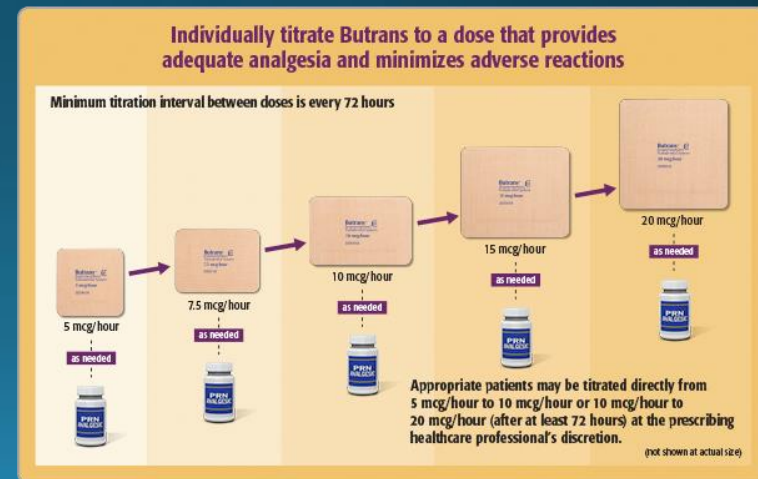 Individually titrate Butrans to a dose that provides
adequate analgesia and minimizes adverse reactions
Minimum titration interval between doses is every 72 hours
Butrans
5 mcg/hour
as needed
PRN
ANALGESIC
Butrans
7.5 mcg/hour
as needed
PRN
ANALGESIC
Butrans
10 mcg/hour
as needed
PRN
ANALGESIC
Butrans
15 mcg/hour
as needed
PRN
ANALGESIC
Butrans
20 mcg/hour
as needed
PRN
ANALGESIC
Appropriate patients may be titrated directly from
5 mcg/hour to 10 mcg/hour or 10 mcg/hour to
20 mcg/hour (after at least 72 hours) at the prescribing
healthcare professional's discretion.
(not shown at actual size)